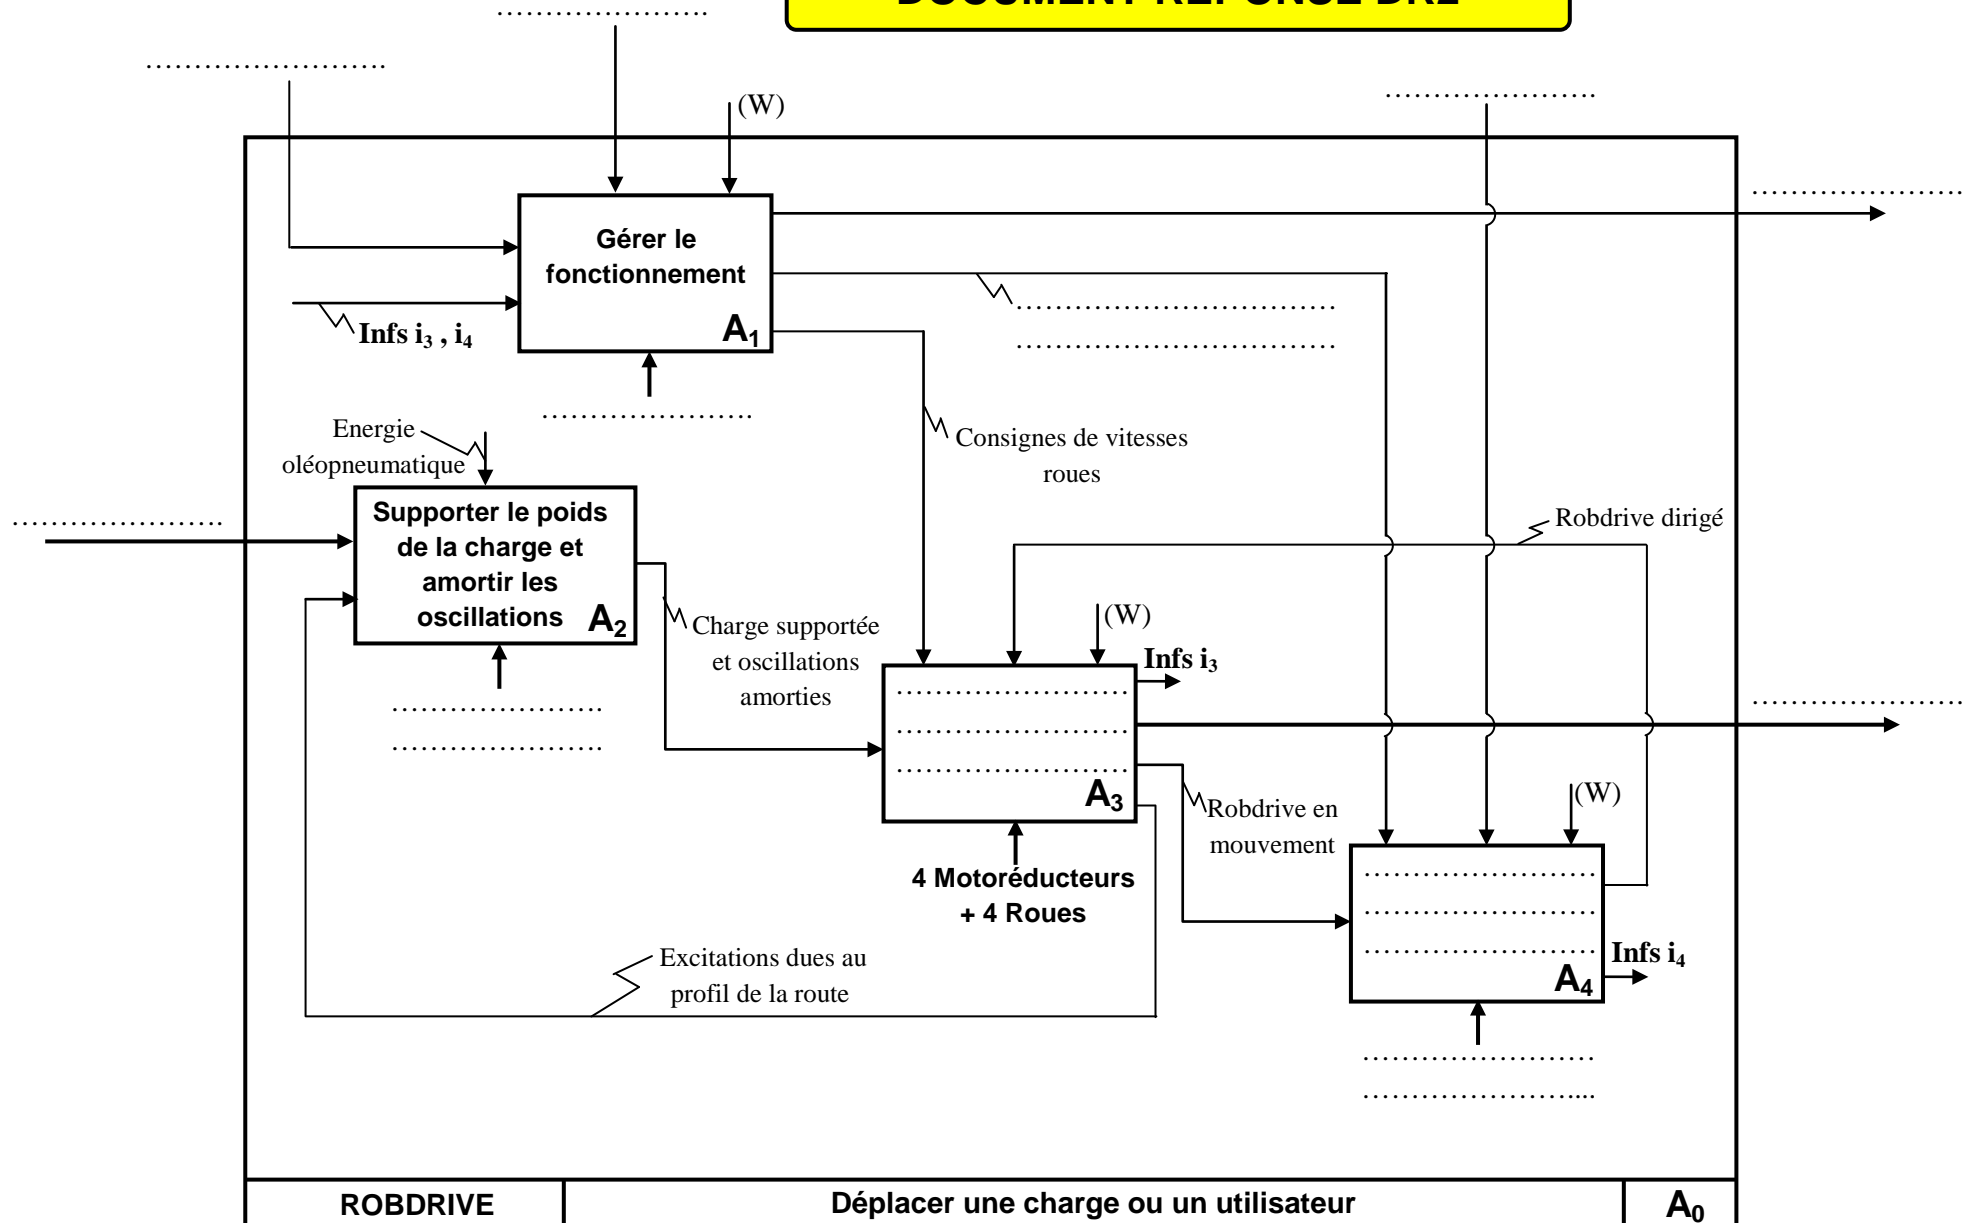 DOCUMENT REPONSE DR2
(W)
Gérer le
fonctionnement
A1
Infs i3 , i4
Energie
oléopneumatique
Consignes de vitesses
roues
Supporter le poids
de la charge et
amortir les
oscillations
A2
Robdrive dirigé
Charge supportée
et oscillations
amorties
(W)
Infs i3
A3
4 Motoréducteurs
+ 4 Roues
Robdrive en
mouvement
(W)
A4
Infs i4
Excitations dues au
profil de la route
ROBDRIVE
Déplacer une charge ou un utilisateur
A0